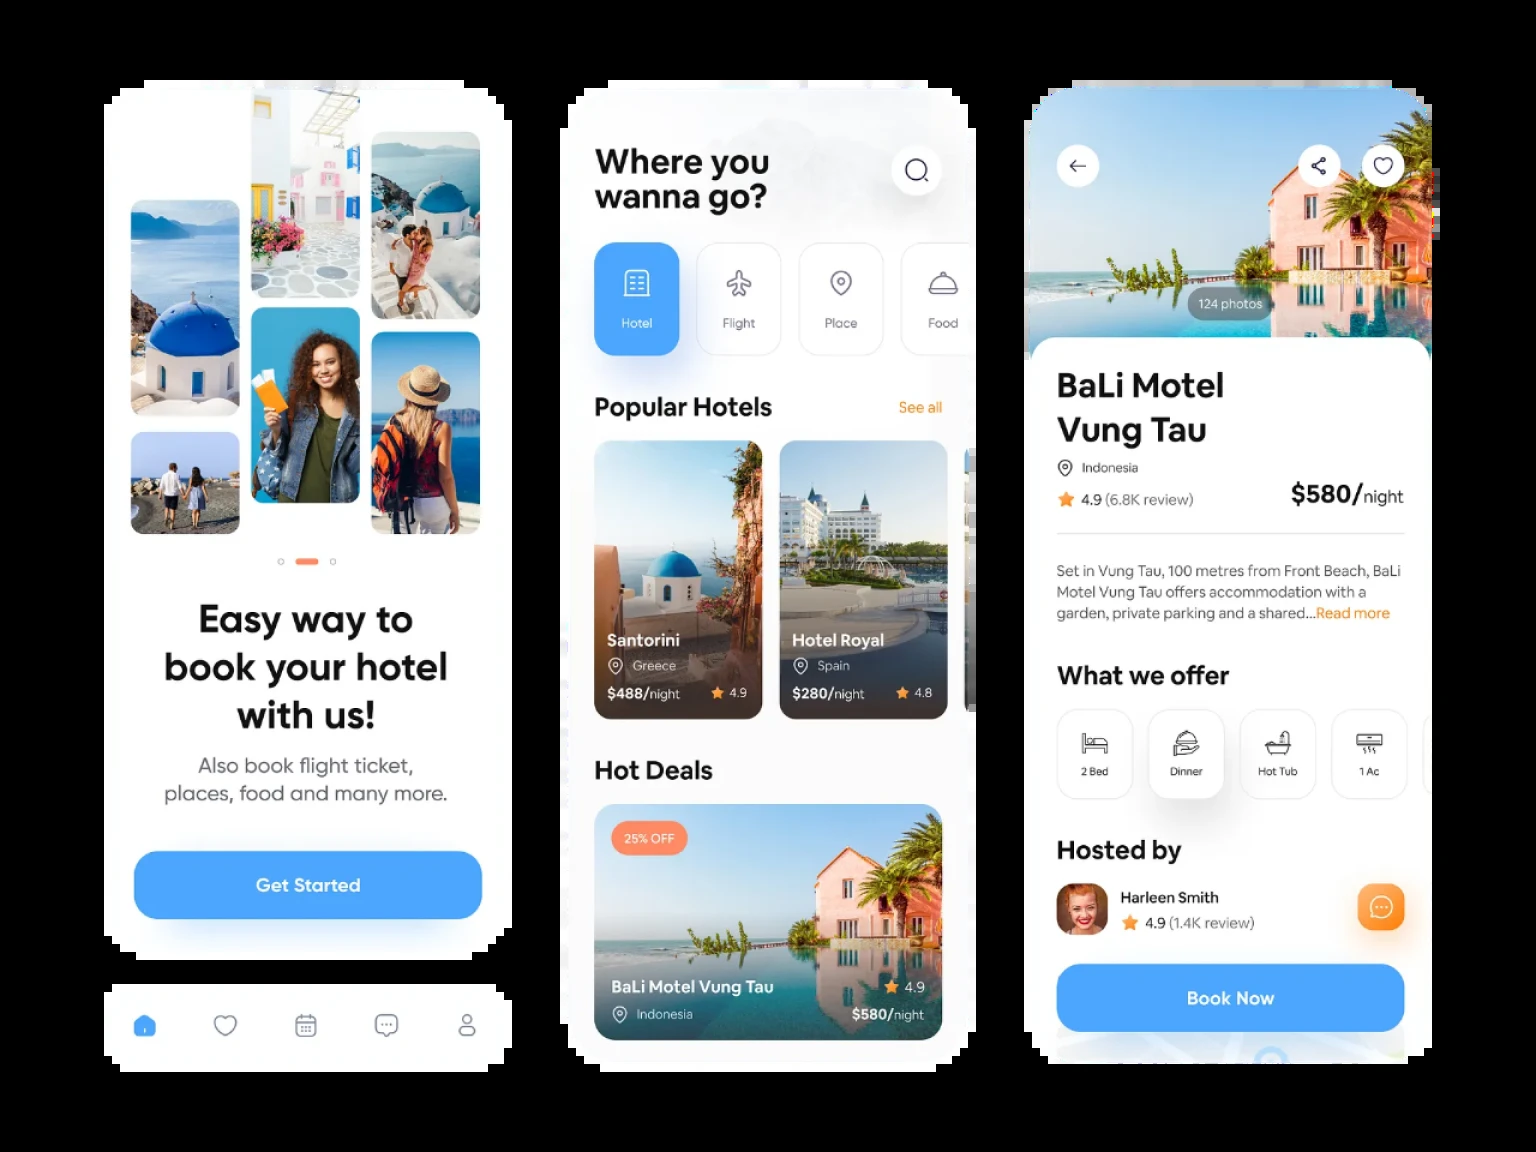 Easy way to
book your hotel
with us!
Also book flight ticket,
places, food and many more.
Get Started
Where you
wanna go?
Hotel
Flight
Place
Food
Popular Hotels
See all
Santorini
Greece
$488/night
4.9
Hotel Royal
Spain
$280/night
4.8
Hot Deals
25% OFF
BaLi Motel Vung Tau
4.9
Indonesia
$580/night
124 photos
BaLi Motel
Vung Tau
Indonesia
4.9 (6.8K review)
$580/night
Set in Vung Tau, 100 metres from Front Beach, BaLi
Motel Vung Tau offers accommodation with a
garden, private parking and a shared...Read more
What we offer
2 Bed
Dinner
Hot Tub
1 Ac
Hosted by
Harleen Smith
4.9 (1.4K review)
Book Now